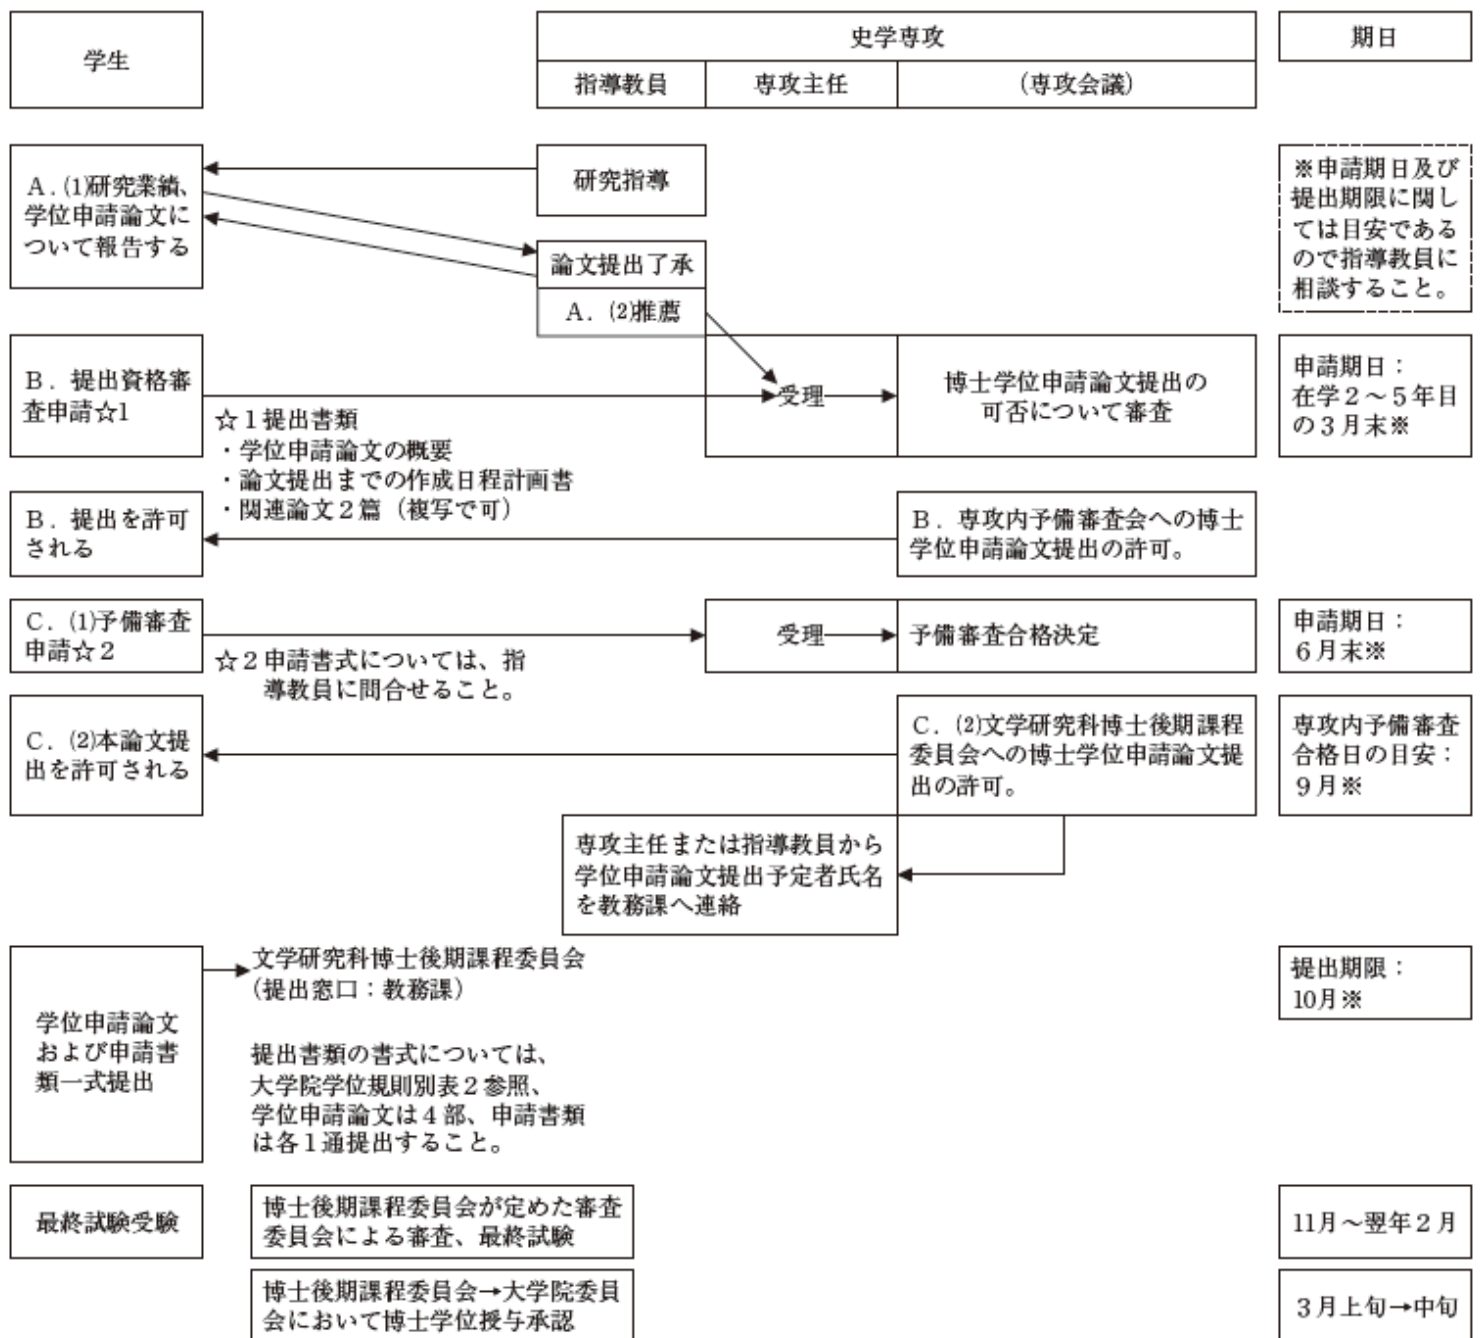 学生
史学専攻
指導教員
専攻主任
(専攻会議)
期日
A．(1)研究業績、
学位申請論文に
ついて報告する
研究指導
論文提出了承
A．(2)推薦
※申請期日及び
提出期限に関し
ては目安である
ので指導教員に
相談すること。
B．提出資格審
査申請☆1
☆1提出書類
・学位申請論文の概要
・論文提出までの作成日程計画書
・関連論文2篇（複写で可）
受理
博士学位申請論文提出の
可否について審査
申請期日：
在学2～5年目
の3月末※
B．提出を許可
される
B．専攻内予備審査会への博士
学位申請論文提出の許可。
C．(1)予備審査
申請☆2
☆2申請書式については、指
導教員に問合せること。
受理
予備審査合格決定
申請期日：
6月末※
C．(2)本論文提
出を許可される
C．(2)文学研究科博士後期課程
委員会への博士学位申請論文提
出の許可。
専攻内予備審査
合格日の目安：
9月※
専攻主任または指導教員から
学位申請論文提出予定者氏名
を教務課へ連絡
学位申請論文
および申請書
類一式提出
文学研究科博士後期課程委員会
(提出窓口：教務課)
提出書類の書式については、
大学院学位規則別表2参照、
学位申請論文は4部、申請書類
は各1通提出すること。
提出期限：
10月※
最終試験受験
博士後期課程委員会が定めた審査
委員会による審査、最終試験
11月～翌年2月
博士後期課程委員会→大学院委員
会において博士学位授与承認
3月上旬→中旬